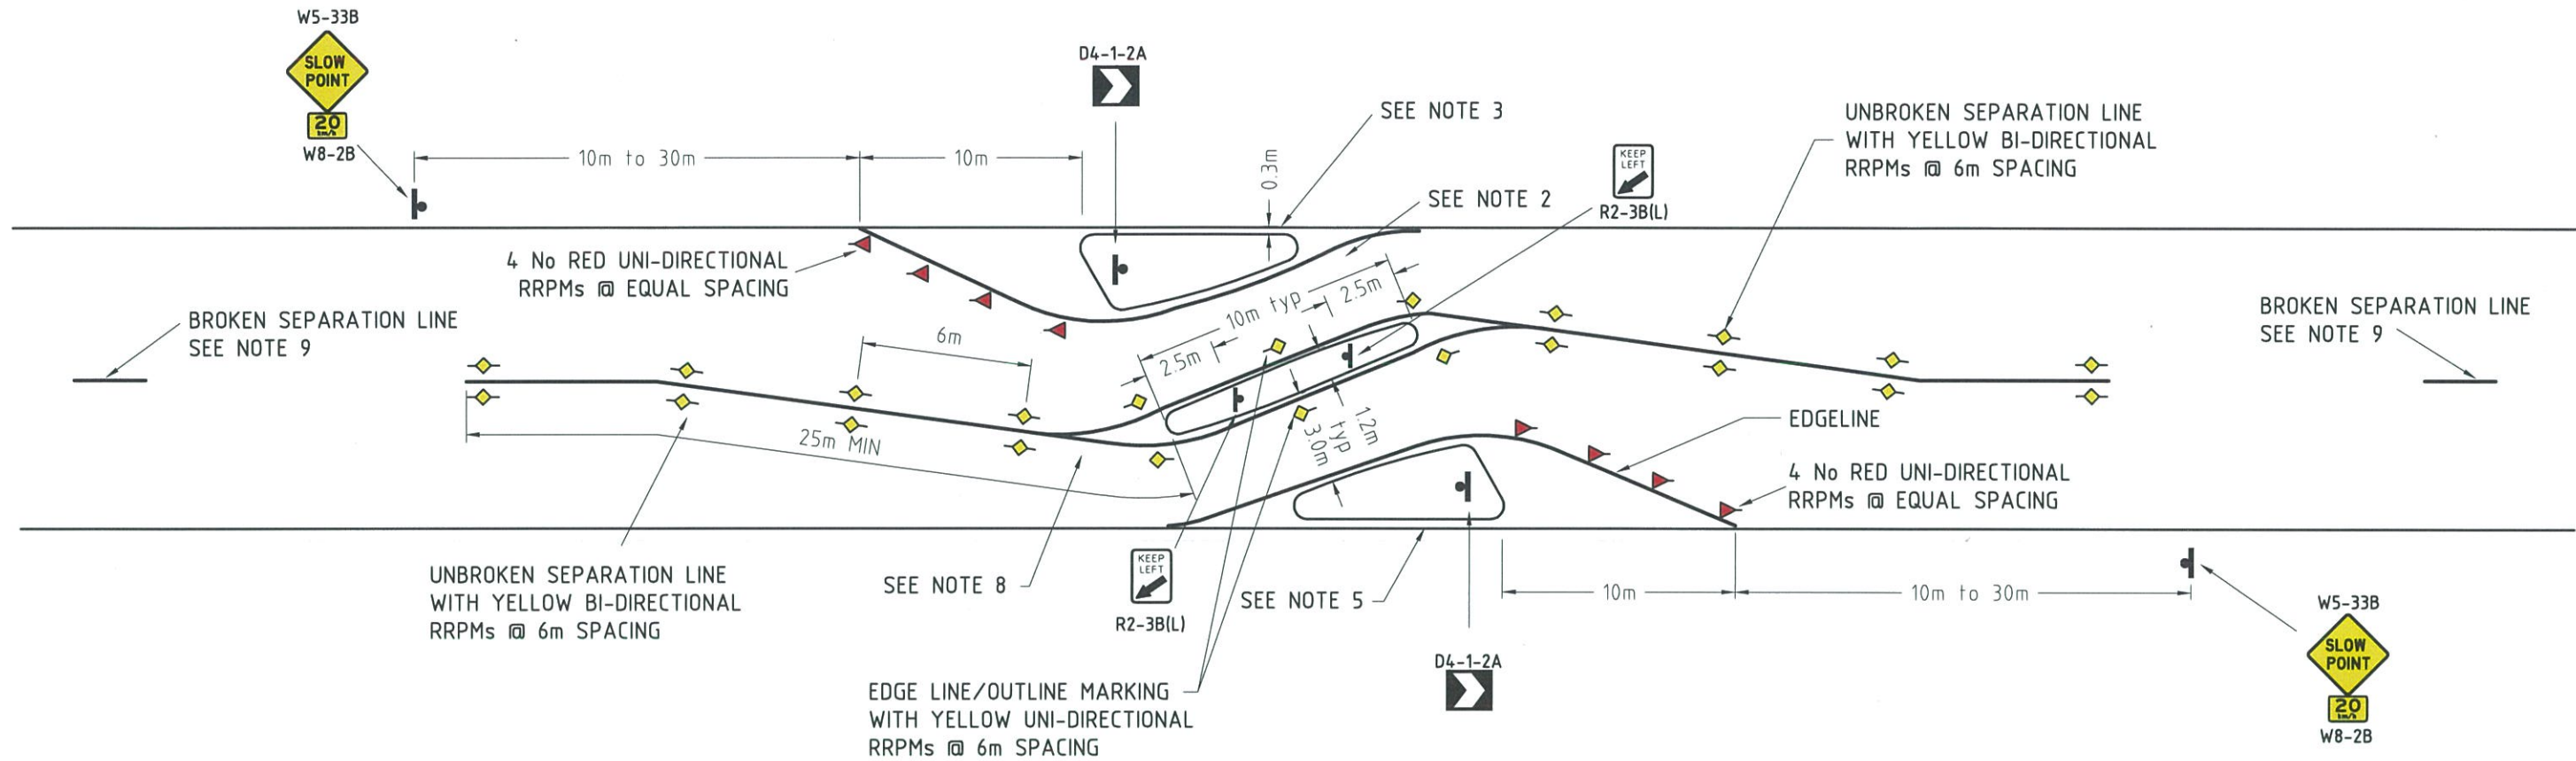 W5-33B
SLOW
POINT
20
km/h
W8-2B
10m to 30m
10m
D4-1-2A
0.3m
SEE NOTE 3
SEE NOTE 2
KEEP
LEFT
R2-3B(L)
UNBROKEN SEPARATION LINE
WITH YELLOW BI-DIRECTIONAL
RRPMs @ 6m SPACING
4 No RED UNI-DIRECTIONAL
RRPMs @ EQUAL SPACING
BROKEN SEPARATION LINE
SEE NOTE 9
6m
2.5m
10m typ
2.5m
BROKEN SEPARATION LINE
SEE NOTE 9
25m MIN
1.2m
typ
3.0m
EDGELINE
4 No RED UNI-DIRECTIONAL
RRPMs @ EQUAL SPACING
UNBROKEN SEPARATION LINE
WITH YELLOW BI-DIRECTIONAL
RRPMs @ 6m SPACING
SEE NOTE 8
KEEP
LEFT
R2-3B(L)
SEE NOTE 5
10m
10m to 30m
EDGE LINE/OUTLINE MARKING
WITH YELLOW UNI-DIRECTIONAL
RRPMs @ 6m SPACING
D4-1-2A
W5-33B
SLOW
POINT
20
km/h
W8-2B